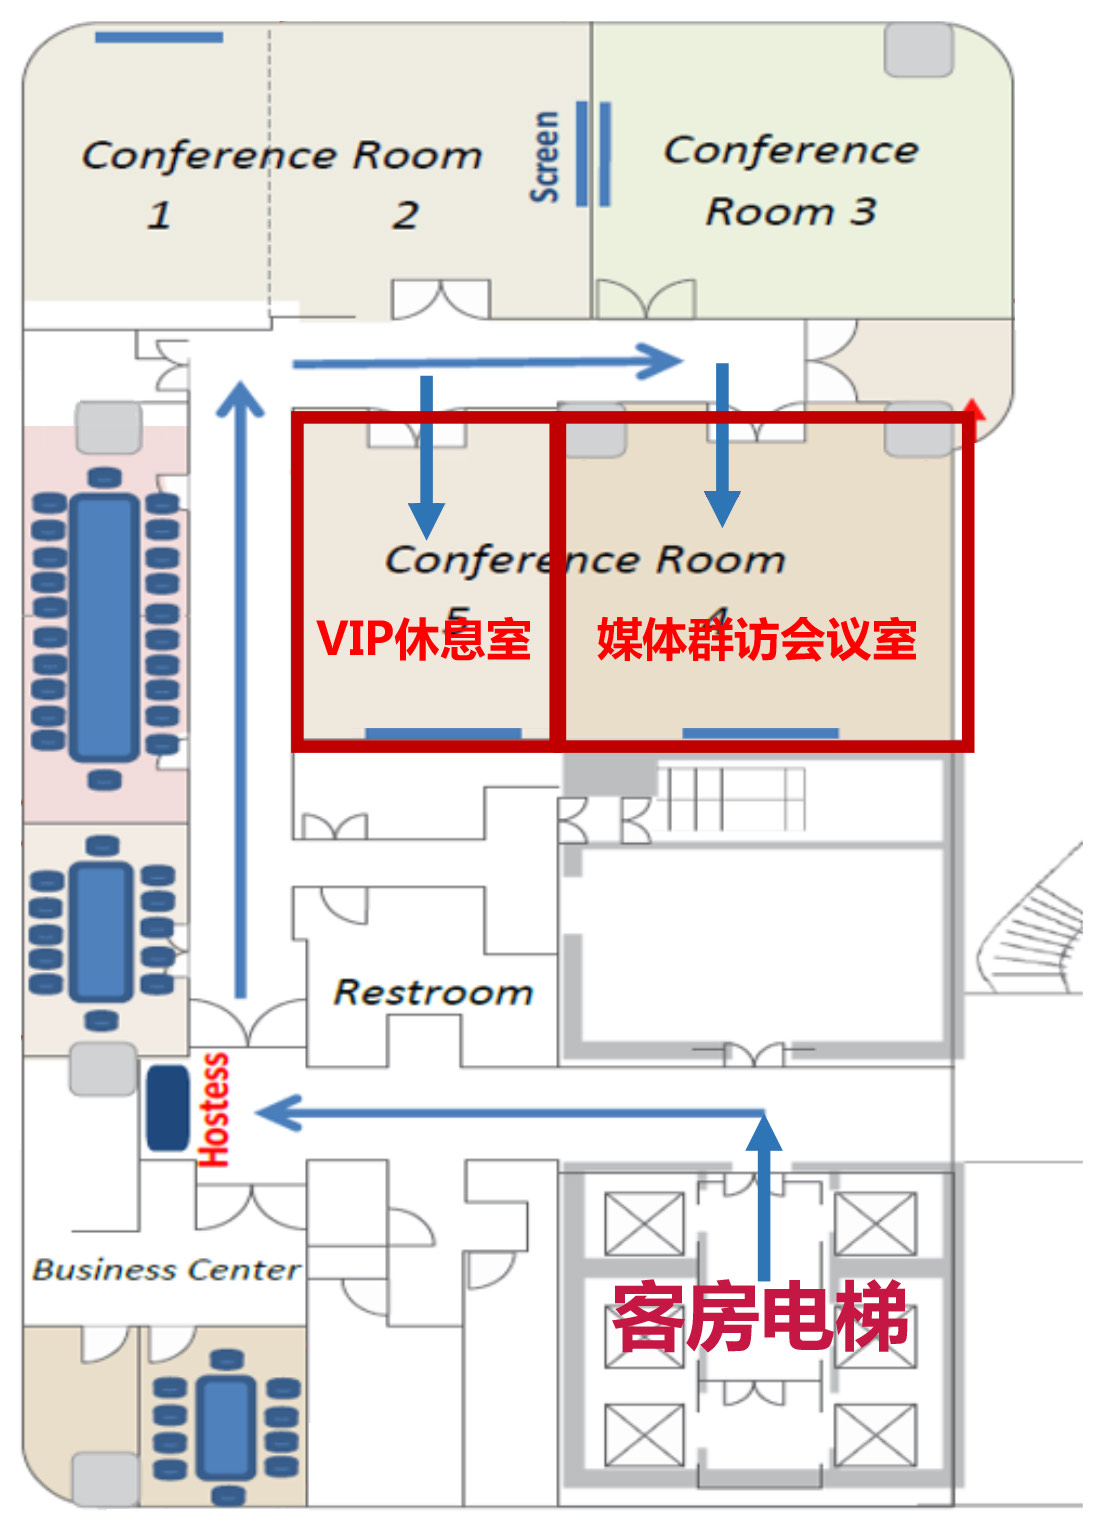 Conference Room
1
2
Screen
Conference
Room 3
Conference Room
5
4
VIP休息室
媒体群访会议室
Restroom
Hostess
Business Center
客房电梯